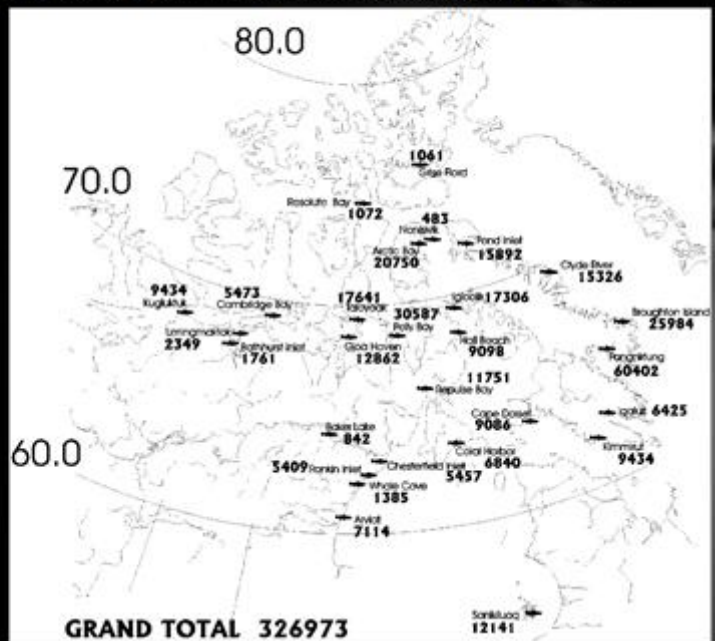 80.0
1061
Grise Fiord
70.0
Resolute Bay
1072
483
Nanisivik
Arctic Bay
20750
Pond Inlet
15892
Clyde River
15326
9434
Kugluktuk
5473
Cambridge Bay
17641
Taloyoak
30587
Pelly Bay
Igloolik 17306
Broughton Island
25984
Umingmaktok
2349
Bathhurst Inlet
1761
Gjoa Haven
12862
Hall Beach
9098
Pangnirtung
60402
11751
Repulse Bay
Cape Dorset
9086
Iqaluit 6425
Baker Lake
842
Coral Harbor
6840
Kimmirut
9434
60.0
Chesterfield Inlet
5457
Rankin Inlet
Whale Cove
1385
Arviat
7114
Sanikiluaq
12141
GRAND TOTAL 326973